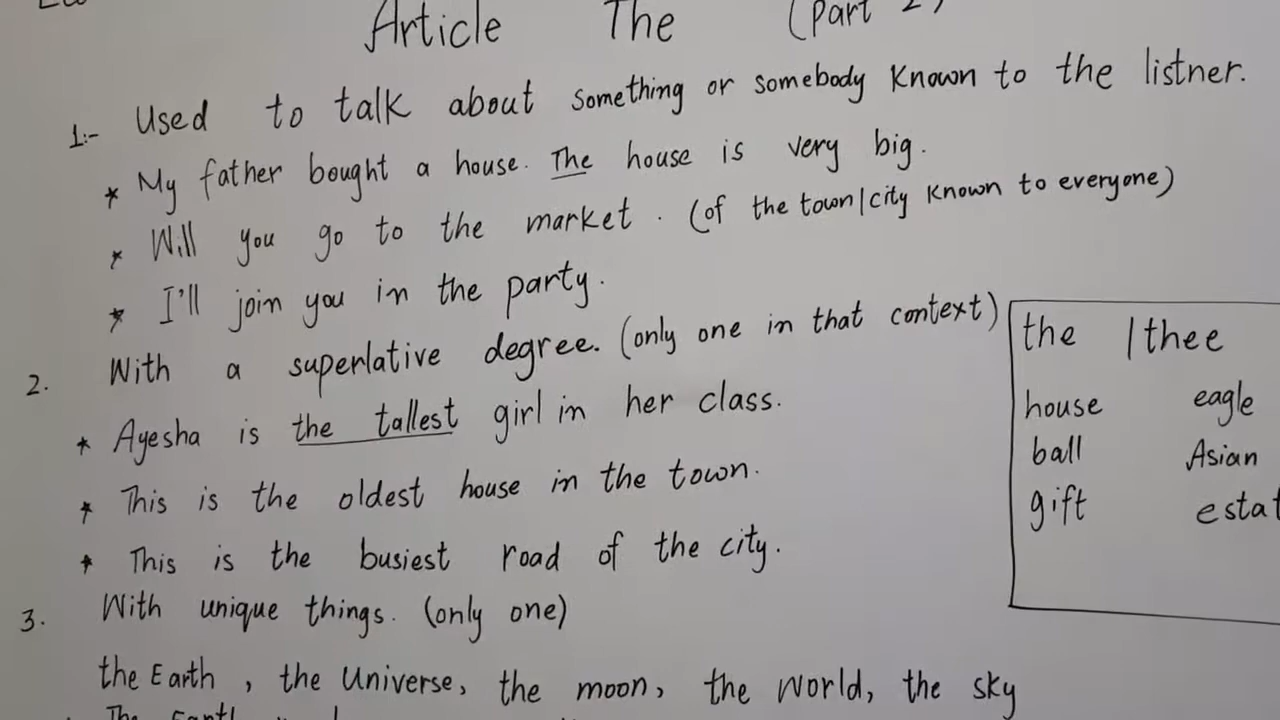 Article The (Part 2)
1:- Used to talk about something or somebody known to the listner.
* My father bought a house. The house is very big.
* Will you go to the market. (of the town/city known to everyone)
* I'll join you in the party.
2. With a superlative degree. (only one in that context)
* Ayesha is the tallest girl in her class.
* This is the oldest house in the town.
* This is the busiest road of the city.
3. With unique things. (only one)
the Earth, the Universe, the moon, the world, the sky
The Earth
the / thee
house eagle
ball Asian
gift estat